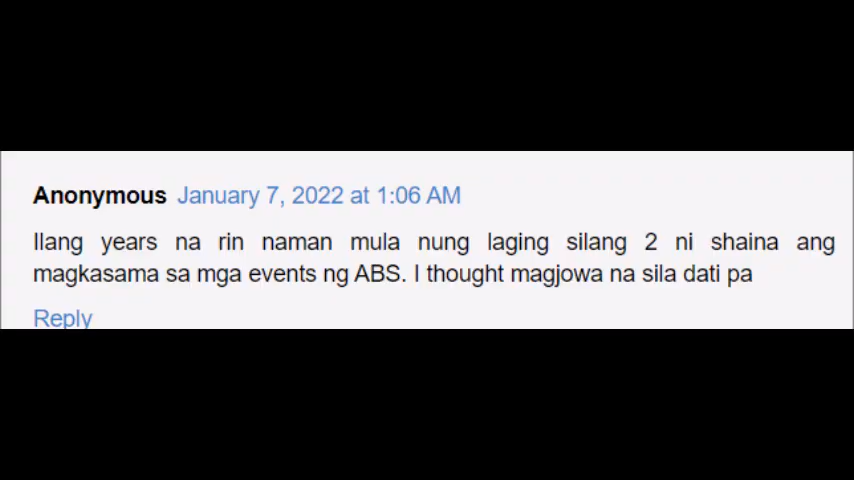 Anonymous January 7, 2022 at 1:06 AM
Ilang years na rin naman mula nung laging silang 2 ni shaina ang
magkasama sa mga events ng ABS. I thought magjowa na sila dati pa
Reply